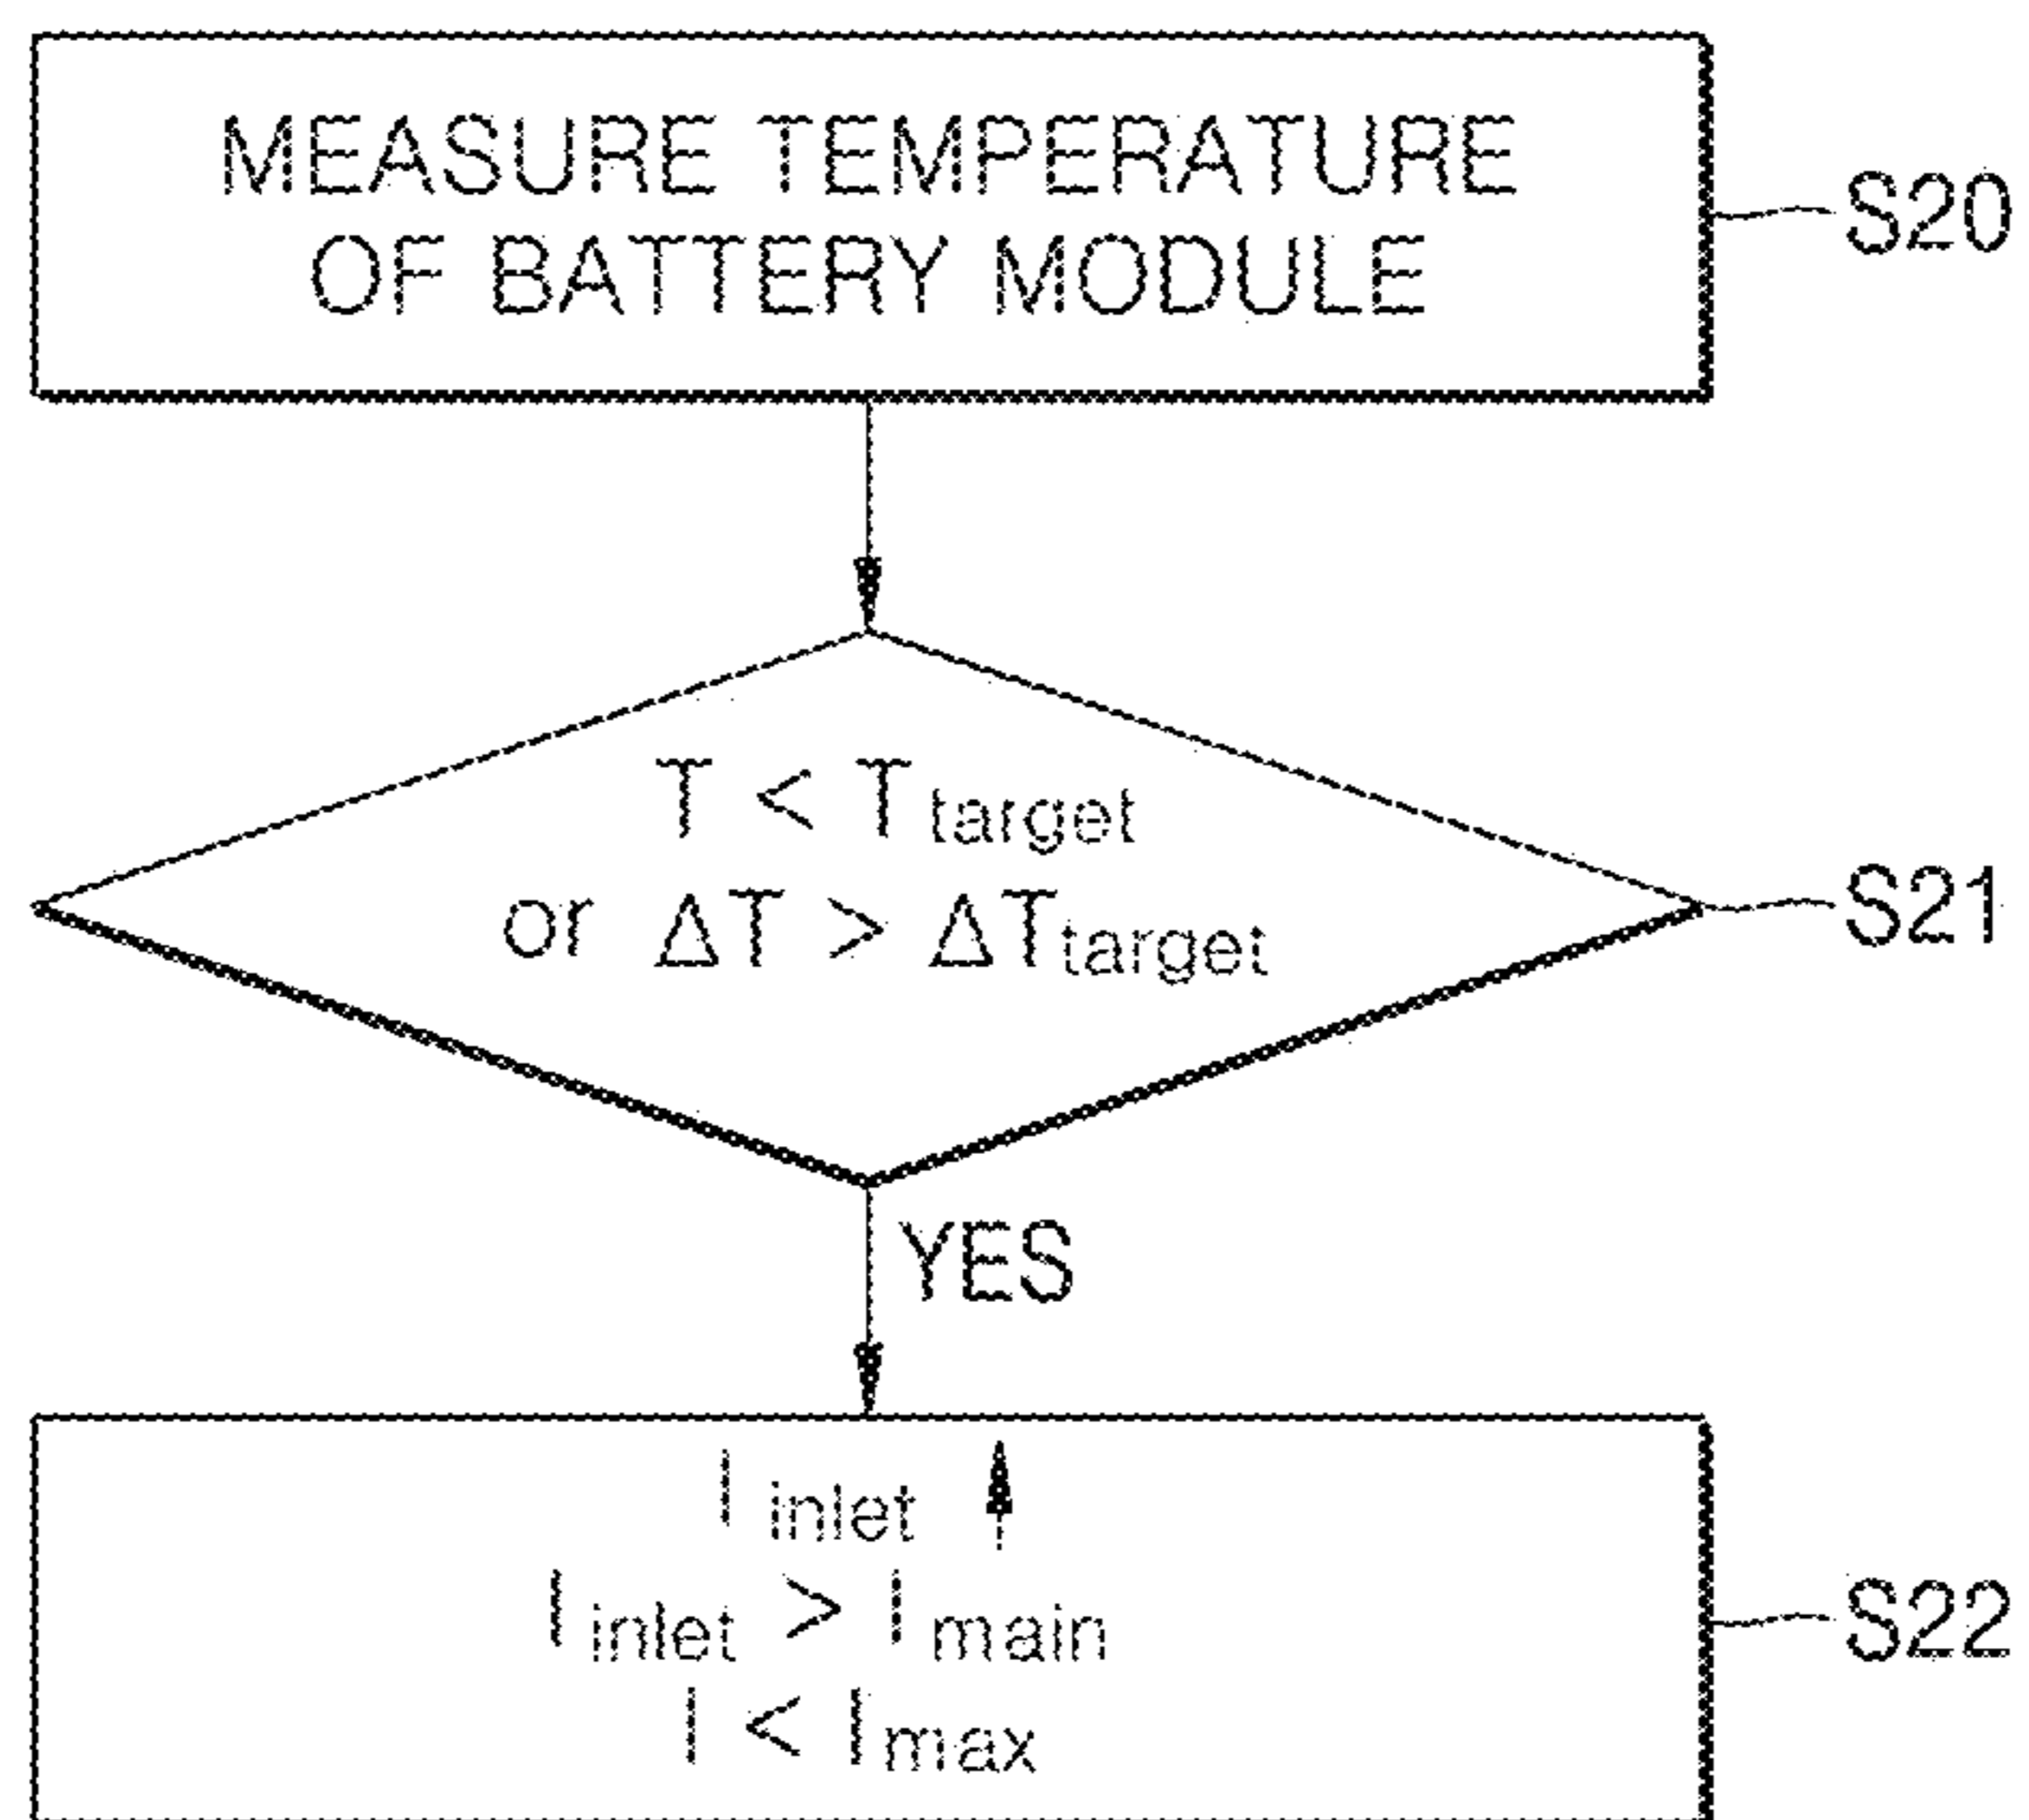 MEASURE TEMPERATURE
OF BATTERY MODULE
S20
T < Ttarget
or ΔT > ΔTtarget
S21
YES
I inlet ↑
I inlet > I main
I < Imax
S22